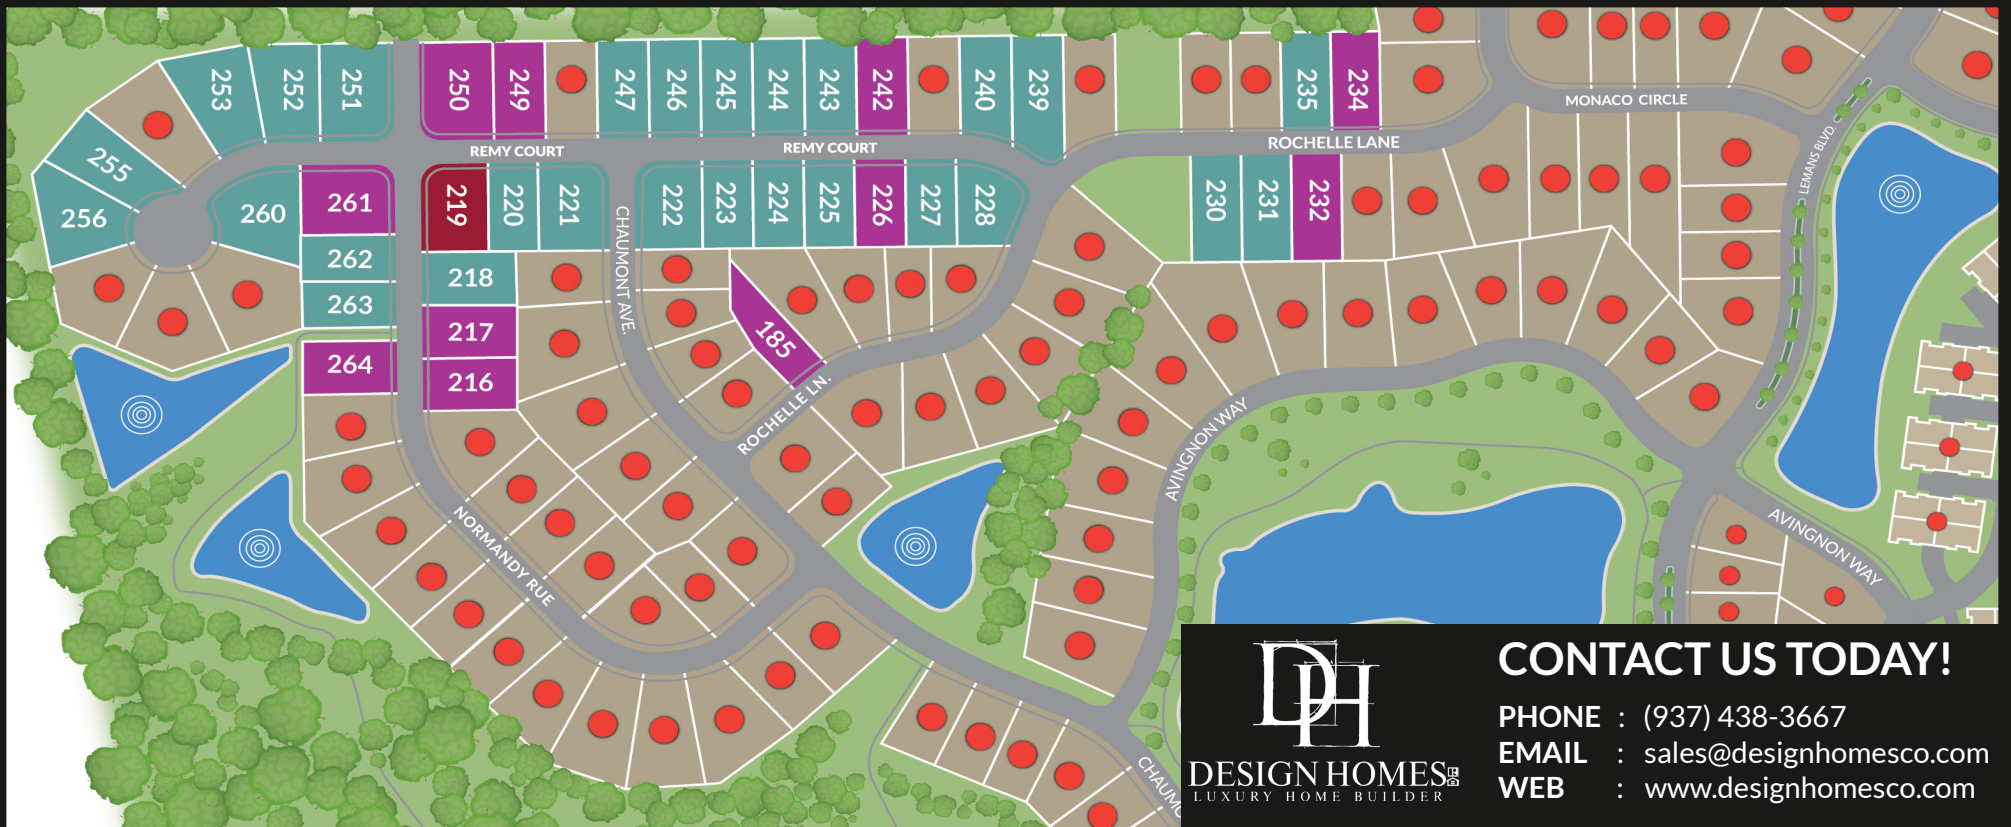 253
252
251
250
249
247
246
245
244
243
242
240
239
235
234
MONACO CIRCLE
LEMANS BLVD.
REMY COURT
REMY COURT
ROCHELLE LANE
255
256
260
261
262
263
264
219
220
221
218
217
216
CHAUMONT AVE.
222
223
224
225
226
227
228
230
231
232
185
ROCHELLE LN.
AVINGNON WAY
NORMANDY RUE
AVINGNON WAY
CHAUMO
DH
DESIGN HOMES
LUXURY HOME BUILDER
CONTACT US TODAY!
PHONE : (937) 438-3667
EMAIL : sales@designhomesco.com
WEB : www.designhomesco.com